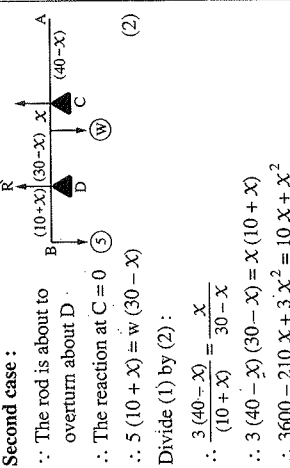 Second case :
∵ The rod is about to
overturn about D
∴ The reaction at C = 0
∴ 5 (10 + x) = w (30 – x)
(2)
Divide (1) by (2) :
∴ 3 (40 – x) / (10 + x) = x / 30 – x
∴ 3 (40 – x) (30 – x) = x (10 + x)
∴ 3600 – 210 x + 3 x² = 10 x + x²
R
B (10+x) (30–x) x (40–x) A
D C
5 w